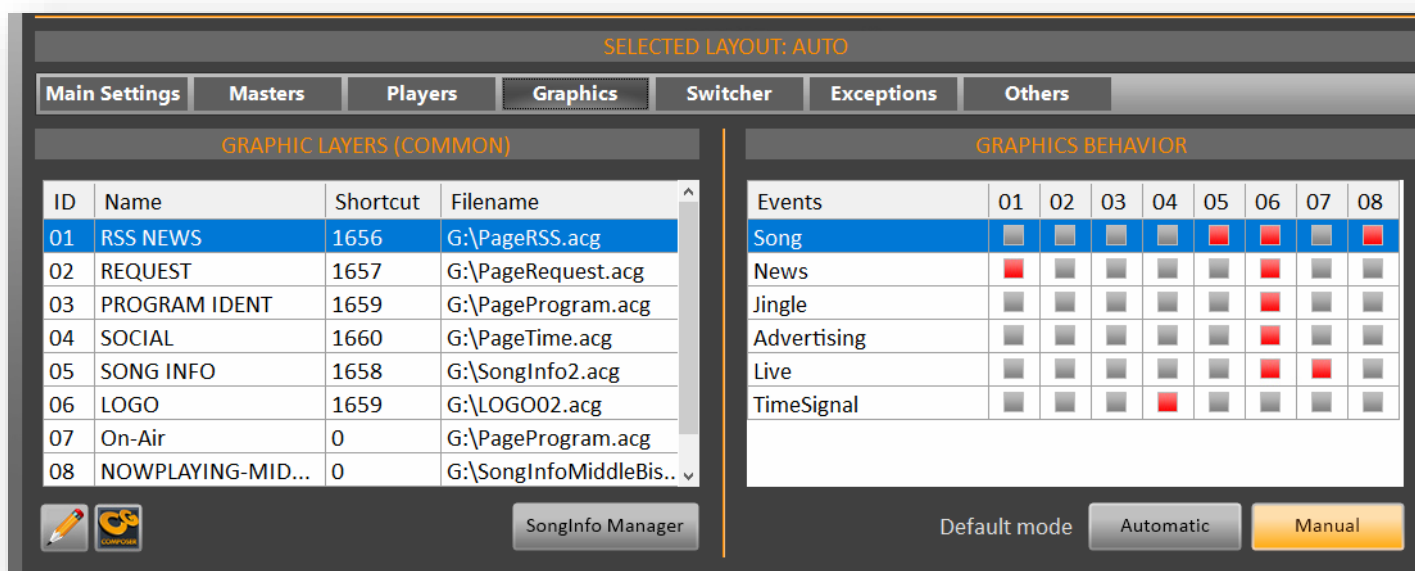 SELECTED LAYOUT: AUTO
Main Settings Masters Players Graphics Switcher Exceptions Others
GRAPHIC LAYERS (COMMON)
ID Name Shortcut Filename
01 RSS NEWS 1656 G:\PageRSS.acg
02 REQUEST 1657 G:\PageRequest.acg
03 PROGRAM IDENT 1659 G:\PageProgram.acg
04 SOCIAL 1660 G:\PageTime.acg
05 SONG INFO 1658 G:\SongInfo2.acg
06 LOGO 1659 G:\LOGO02.acg
07 On-Air 0 G:\PageProgram.acg
08 NOWPLAYING-MID... 0 G:\SongInfoMiddleBis..
CG COMPOSER
SongInfo Manager
GRAPHICS BEHAVIOR
Events 01 02 03 04 05 06 07 08
Song
News
Jingle
Advertising
Live
TimeSignal
Default mode Automatic Manual